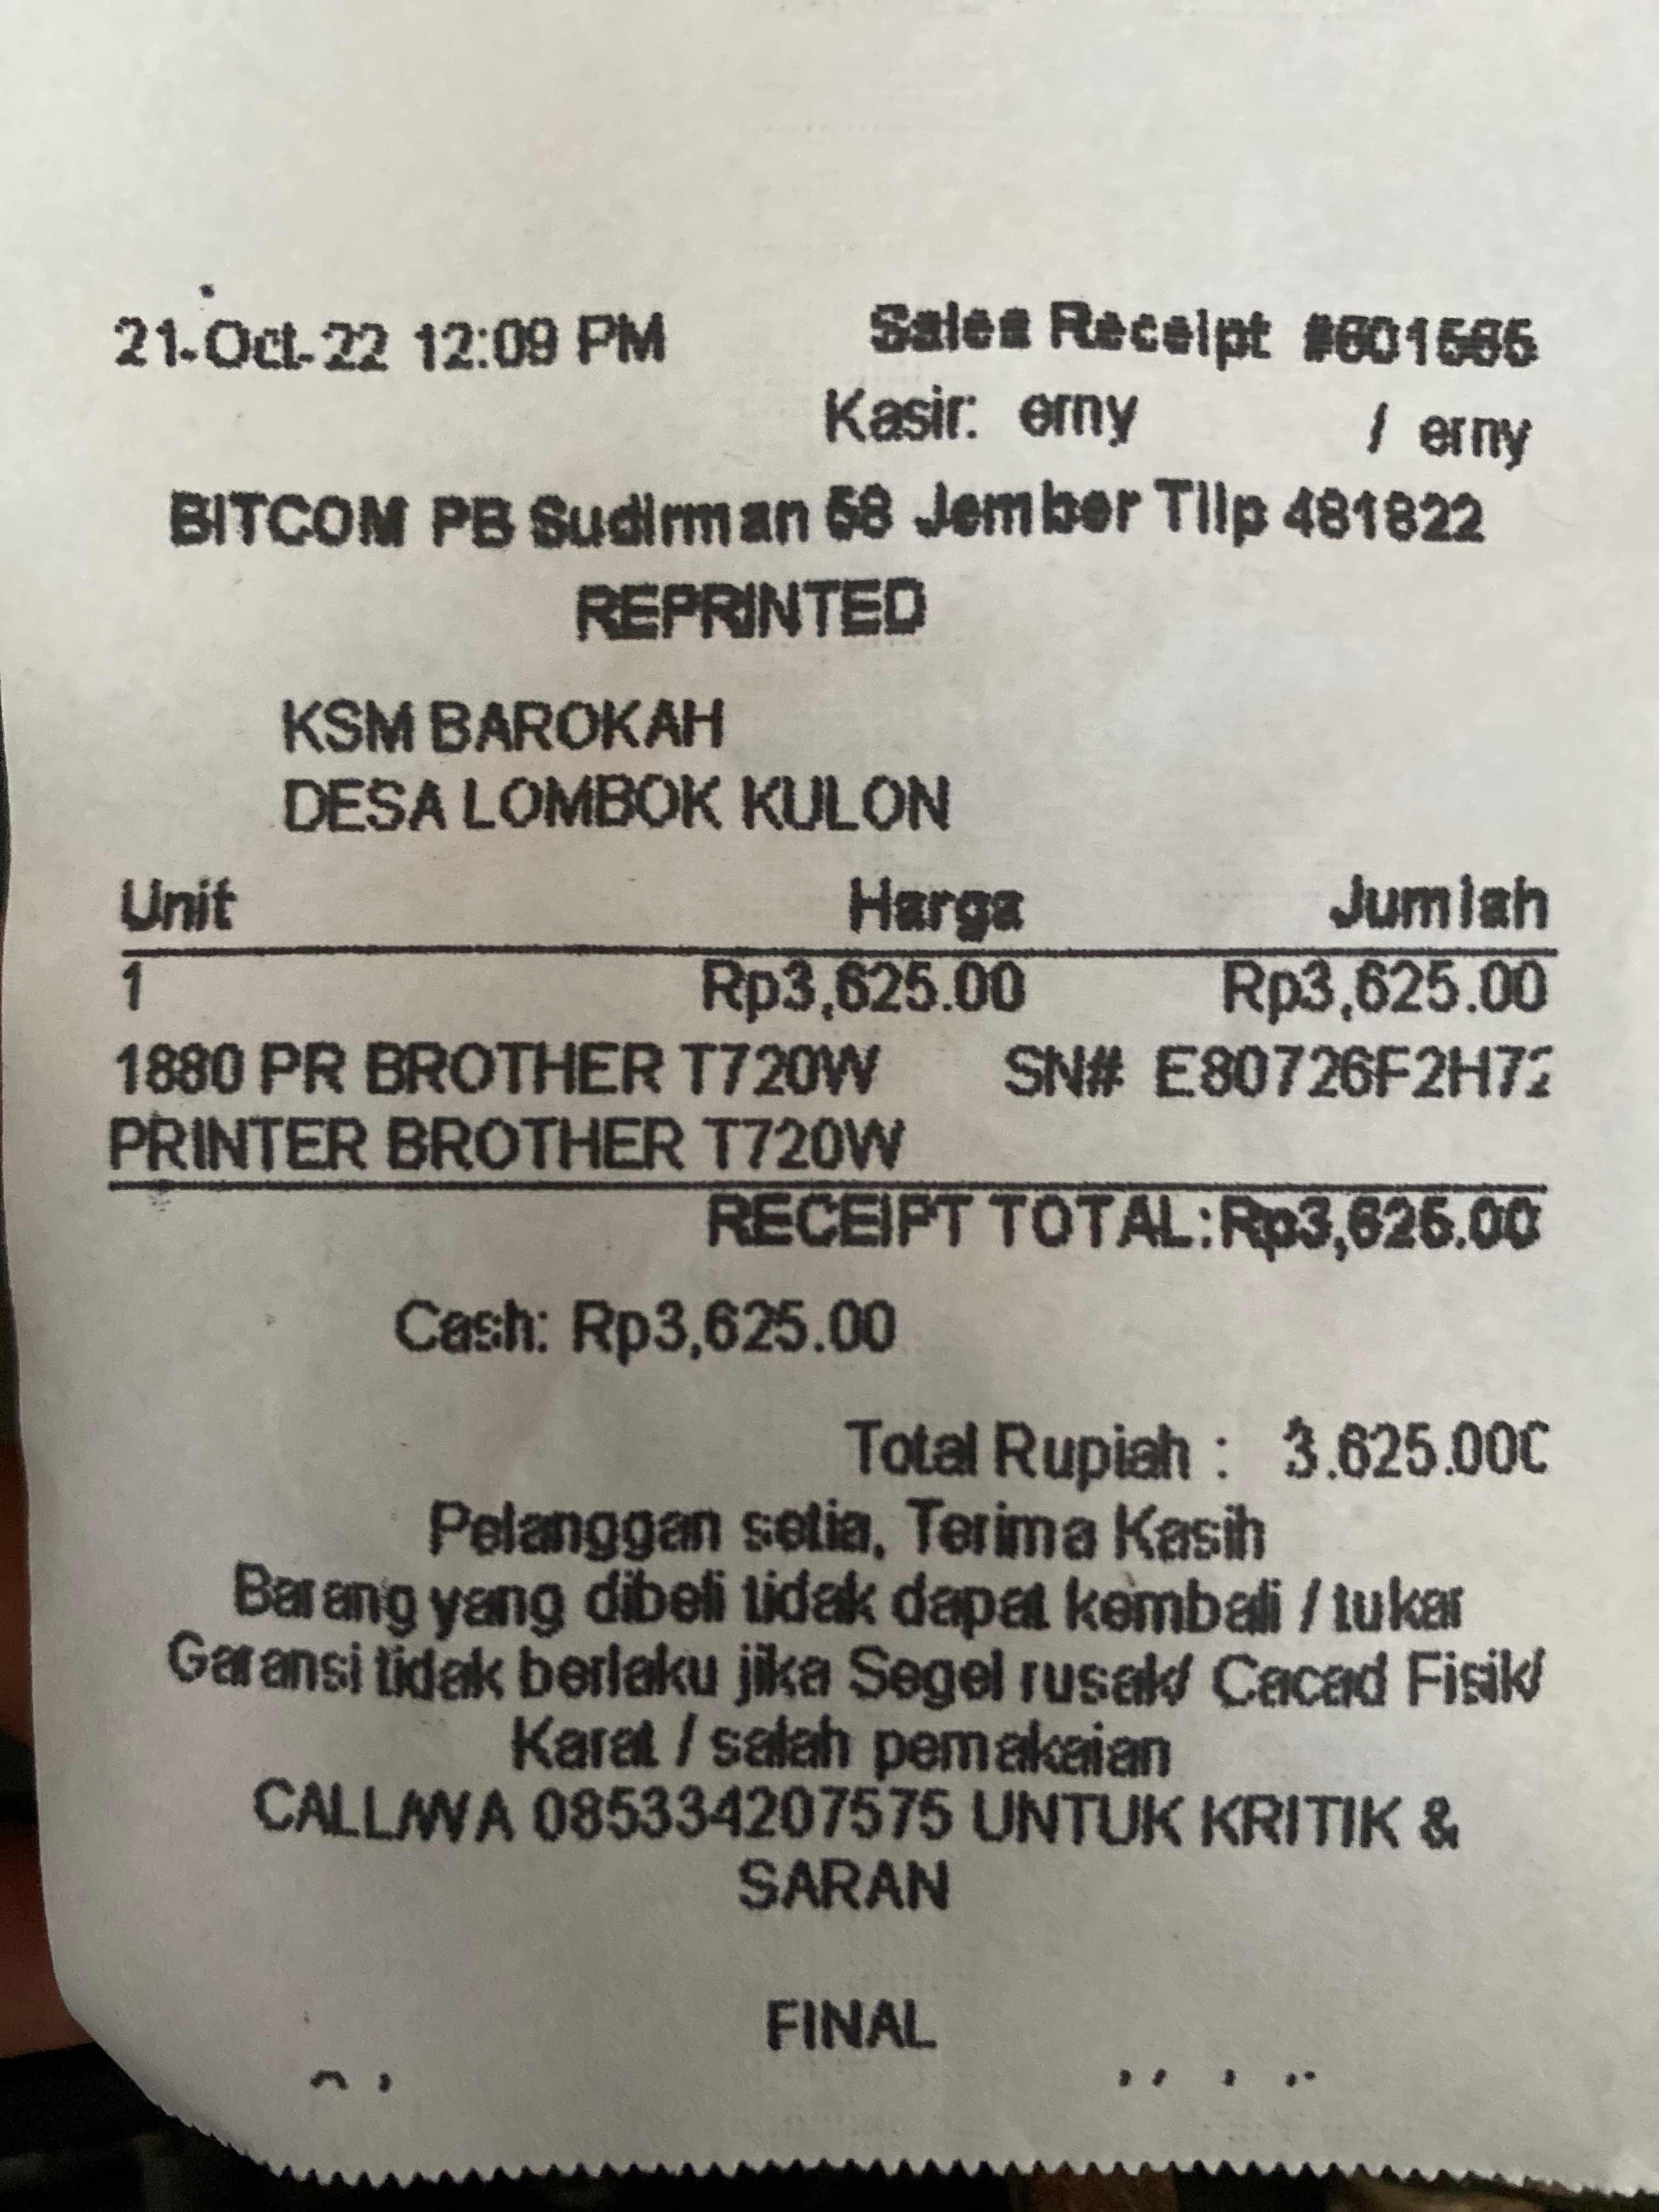 21-Oct-22 12:09 PM Sales Receipt #601565
Kasir: erny / erny
BITCOM PB Sudirman 58 Jember Tllp 481822
REPRINTED
KSM BAROKAH
DESA LOMBOK KULON
Unit Harga Jumlah
1 Rp3,625.00 Rp3,625.00
1880 PR BROTHER T720W SN# E80726F2H72
PRINTER BROTHER T720W
RECEIPT TOTAL: Rp3,625.00
Cash: Rp3,625.00
Total Rupiah : 3.625.000
Pelanggan setia, Terima Kasih
Barang yang dibeli tidak dapat kembali / tukar
Garansi tidak berlaku jika Segel rusak/ Cacad Fisik/
Karat / salah pemakaian
CALL/WA 085334207575 UNTUK KRITIK &
SARAN
FINAL